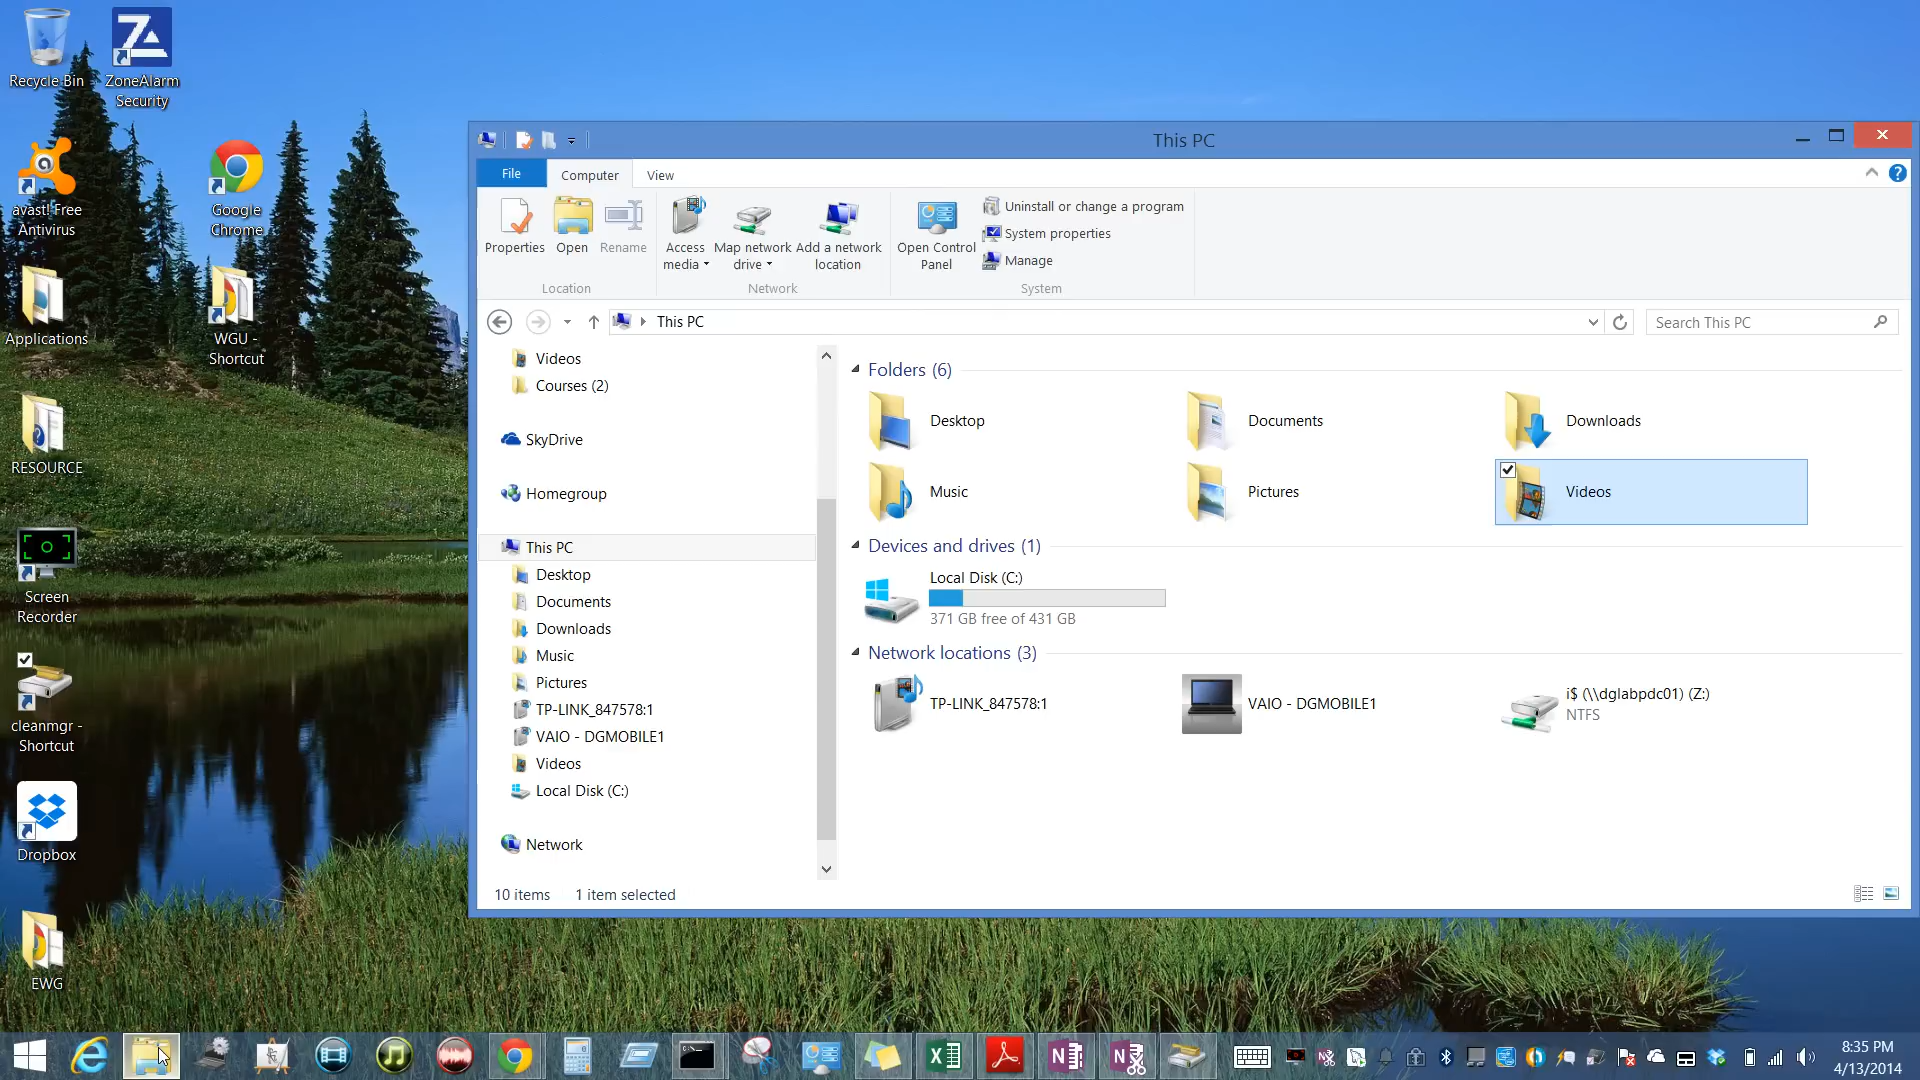 Recycle Bin
ZoneAlarm
Security
avast! Free
Antivirus
Google
Chrome
Applications
WGU -
Shortcut
RESOURCE
Screen
Recorder
cleanmgr -
Shortcut
Dropbox
EWG
This PC
File
Computer
View
Properties
Open
Rename
Access
media
Map network
drive
Add a network
location
Open Control
Panel
Uninstall or change a program
System properties
Manage
Location
Network
System
This PC
Search This PC
Videos
Courses (2)
SkyDrive
Homegroup
This PC
Desktop
Documents
Downloads
Music
Pictures
TP-LINK_847578:1
VAIO - DGMOBILE1
Videos
Local Disk (C:)
Network
Folders (6)
Desktop
Documents
Downloads
Music
Pictures
Videos
Devices and drives (1)
Local Disk (C:)
371 GB free of 431 GB
Network locations (3)
TP-LINK_847578:1
VAIO - DGMOBILE1
i$ (\\dglabpdc01) (Z:)
NTFS
10 items
1 item selected
8:35 PM
4/13/2014